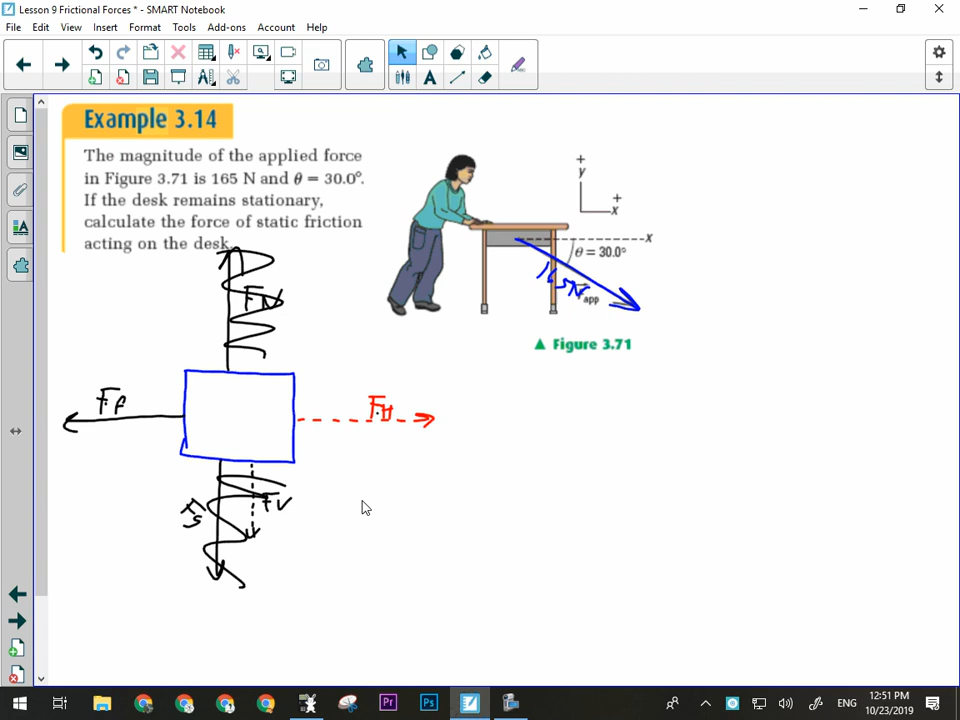 Lesson 9 Frictional Forces * - SMART Notebook
File Edit View Insert Format Tools Add-ons Account Help
Example 3.14
The magnitude of the applied force
in Figure 3.71 is 165 N and θ = 30.0°.
If the desk remains stationary,
calculate the force of static friction
acting on the desk.
+
y
+
x
x
θ = 30.0°
165N
app
▲ Figure 3.71
FN
Ff
FH
Fg
FV
ENG
12:51 PM
10/23/2019